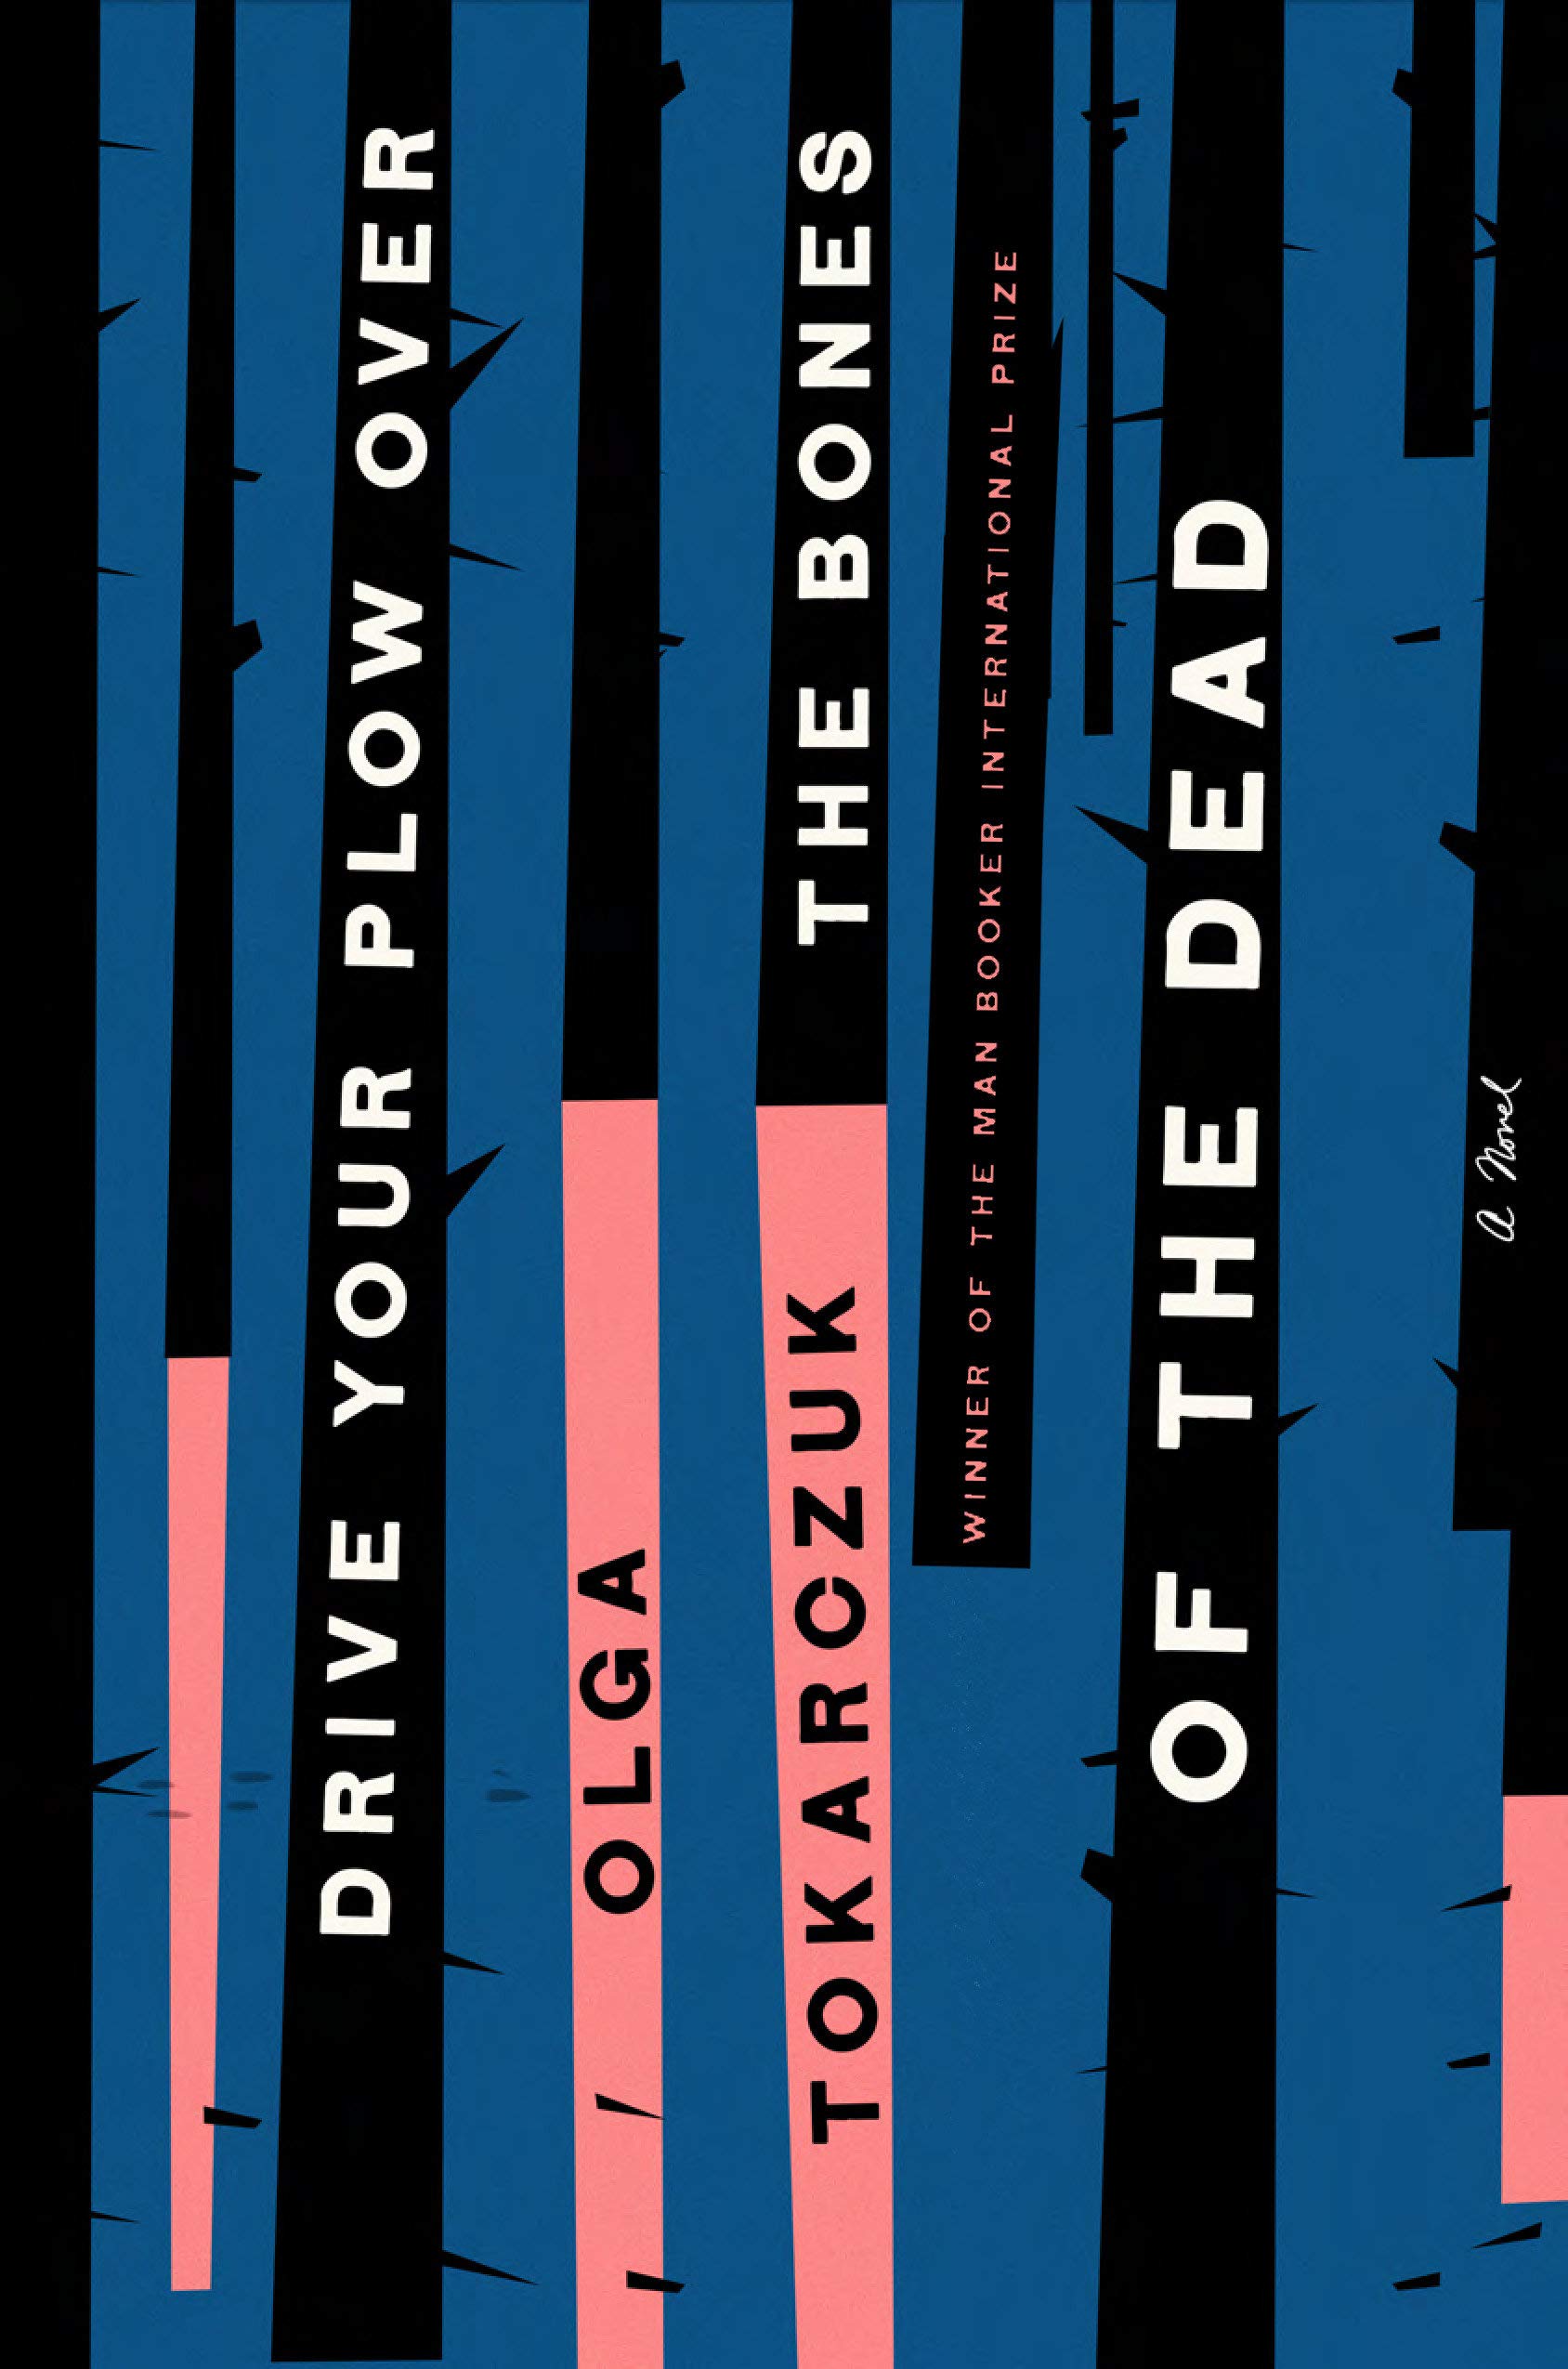 DRIVE YOUR PLOW OVER
THE BONES
OF THE DEAD
OLGA
TOKARCZUK
WINNER OF THE MAN BOOKER INTERNATIONAL PRIZE
a Novel